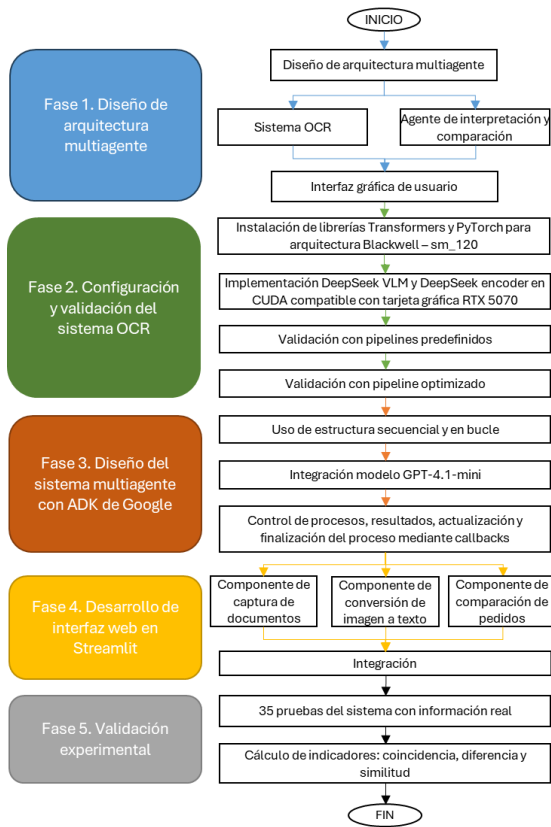 INICIO
Fase 1. Diseño de
arquitectura
multiagente
Diseño de arquitectura multiagente
Sistema OCR
Agente de interpretación y
comparación
Interfaz gráfica de usuario
Fase 2. Configuración
y validación del
sistema OCR
Instalación de librerías Transformers y PyTorch para
arquitectura Blackwell – sm_120
Implementación DeepSeek VLM y DeepSeek encoder en
CUDA compatible con tarjeta gráfica RTX 5070
Validación con pipelines predefinidos
Validación con pipeline optimizado
Fase 3. Diseño del
sistema multiagente
con ADK de Google
Uso de estructura secuencial y en bucle
Integración modelo GPT-4.1-mini
Control de procesos, resultados, actualización y
finalización del proceso mediante callbacks
Fase 4. Desarrollo de
interfaz web en
Streamlit
Componente de
captura de
documentos
Componente de
conversión de
imagen a texto
Componente de
comparación de
pedidos
Integración
Fase 5. Validación
experimental
35 pruebas del sistema con información real
Cálculo de indicadores: coincidencia, diferencia y
similitud
FIN